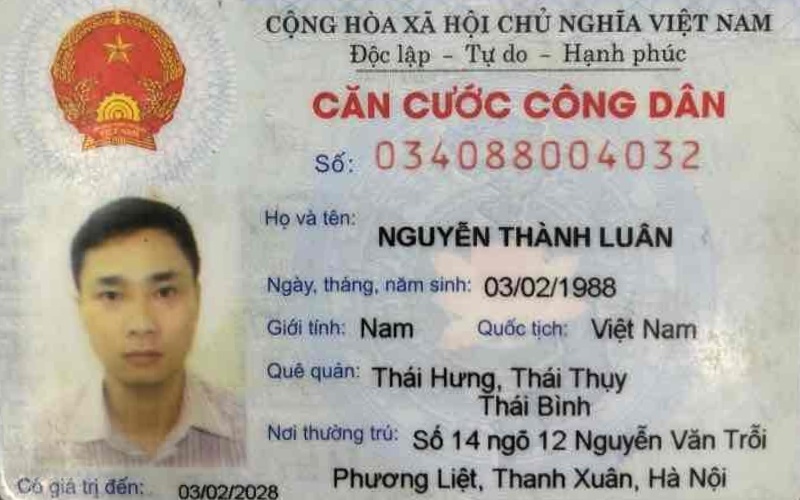 CỘNG HÒA XÃ HỘI CHỦ NGHĨA VIỆT NAM
Độc lập - Tự do - Hạnh phúc
CĂN CƯỚC CÔNG DÂN
Số: 034088004032
Họ và tên:
NGUYỄN THÀNH LUÂN
Ngày, tháng, năm sinh: 03/02/1988
Giới tính: Nam Quốc tịch: Việt Nam
Quê quán: Thái Hưng, Thái Thụy
Thái Bình
Nơi thường trú: Số 14 ngõ 12 Nguyễn Văn Trỗi
Phương Liệt, Thanh Xuân, Hà Nội
Có giá trị đến: 03/02/2028
VIỆT NAM